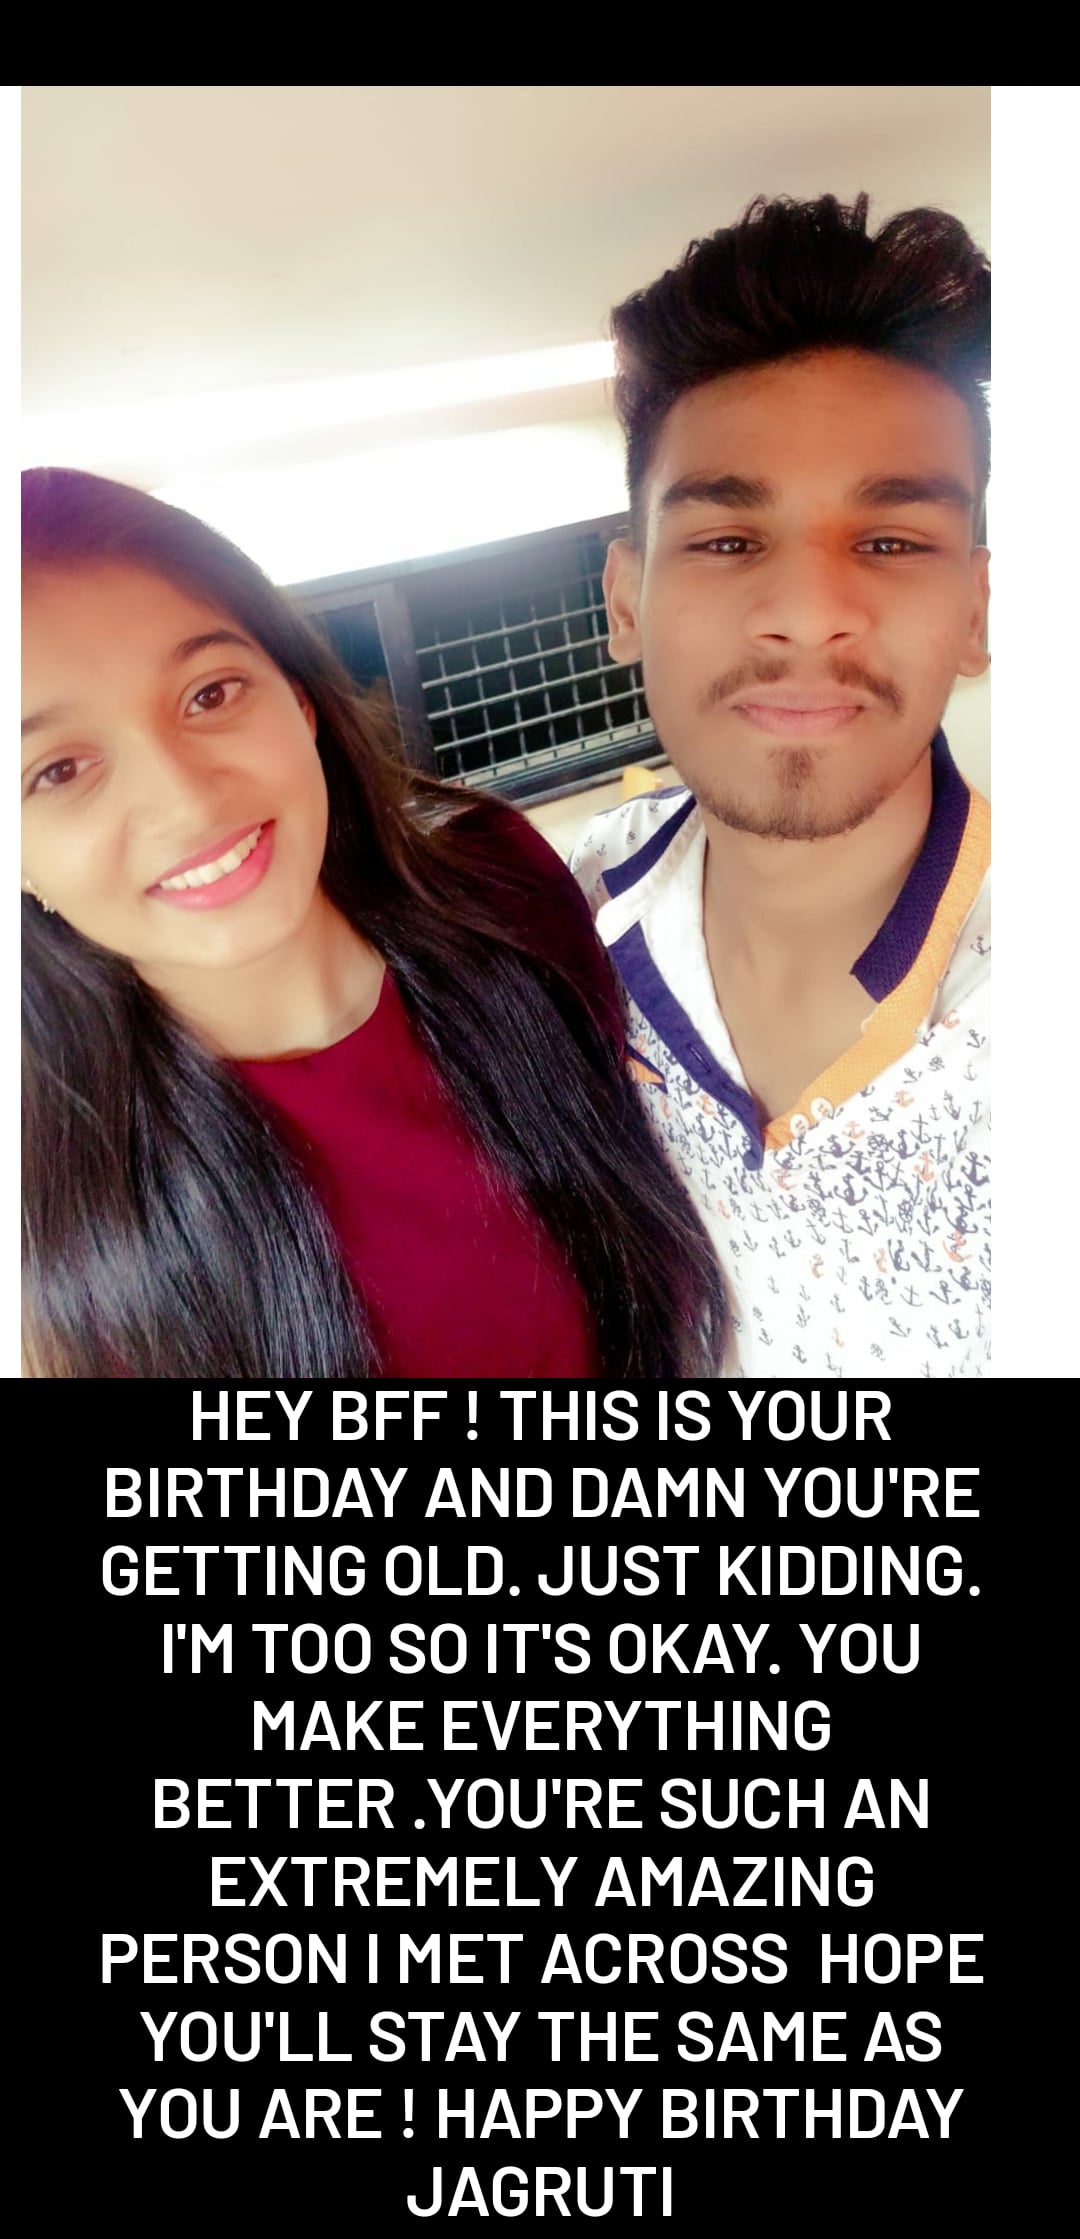 HEY BFF ! THIS IS YOUR
BIRTHDAY AND DAMN YOU'RE
GETTING OLD. JUST KIDDING.
I'M TOO SO IT'S OKAY. YOU
MAKE EVERYTHING
BETTER .YOU'RE SUCH AN
EXTREMELY AMAZING
PERSON I MET ACROSS  HOPE
YOU'LL STAY THE SAME AS
YOU ARE ! HAPPY BIRTHDAY
JAGRUTI